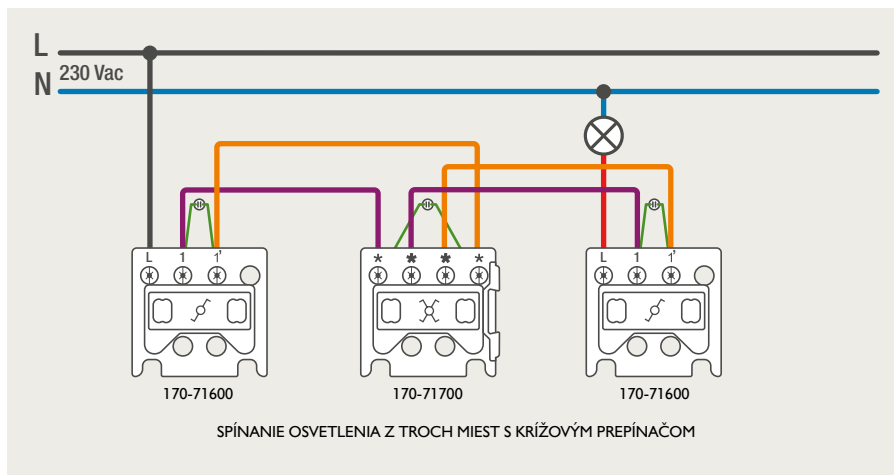 L
N 230 Vac
L 1 1' * * * * L 1 1'
170-71600 170-71700 170-71600
SPÍNANIE OSVETLENIA Z TROCH MIEST S KRÍŽOVÝM PREPÍNAČOM